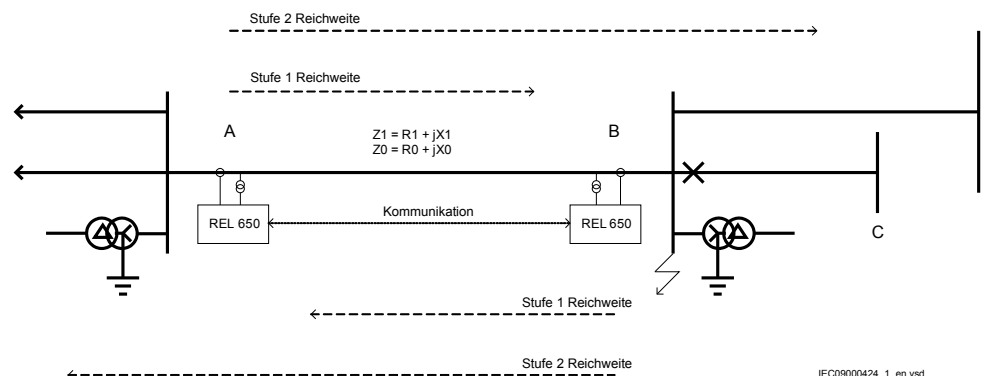 Stufe 2 Reichweite
Stufe 1 Reichweite
A
B
Z1 = R1 + jX1
Z0 = R0 + jX0
REL 650
Kommunikation
REL 650
C
Stufe 1 Reichweite
Stufe 2 Reichweite
IEC09000424_1_en.vsd